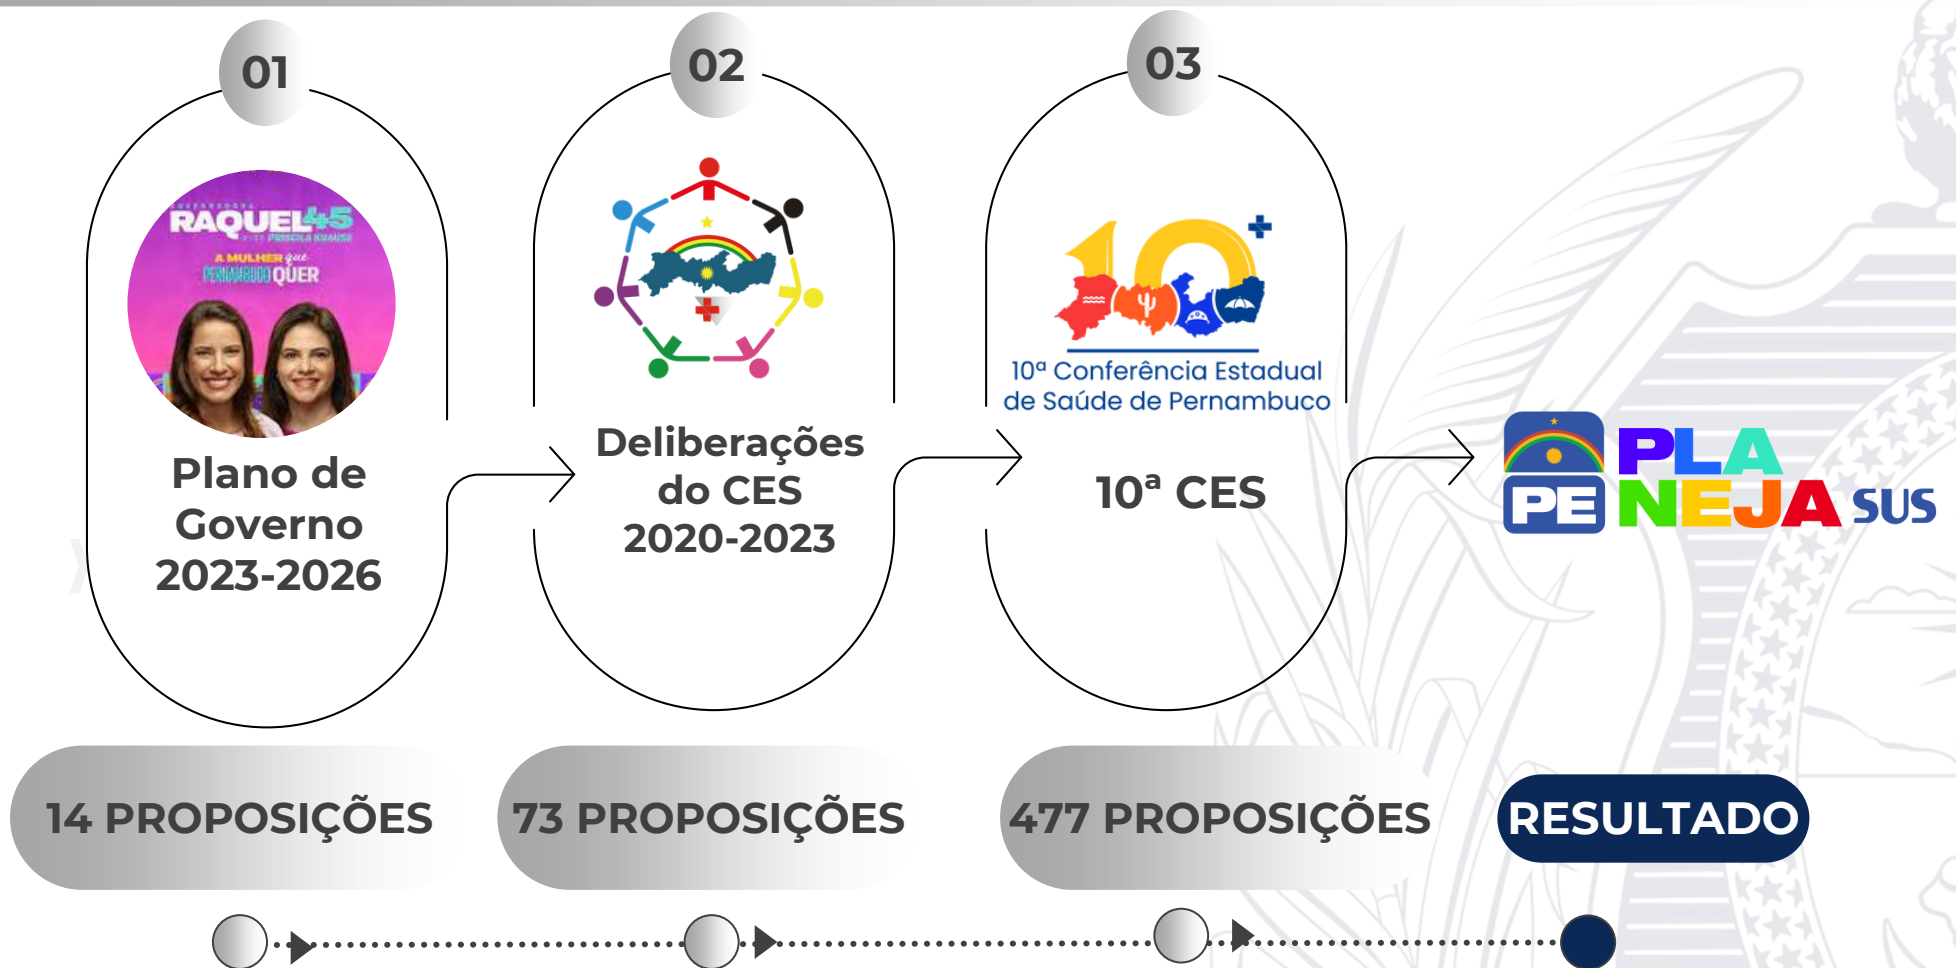 01
RAQUEL45
A MULHER que
PERNAMBUCO QUER
Plano de
Governo
2023-2026
02
Deliberações
do CES
2020-2023
03
10+
10ª Conferência Estadual
de Saúde de Pernambuco
10ª CES
PE
PLA
NEJA SUS
14 PROPOSIÇÕES
73 PROPOSIÇÕES
477 PROPOSIÇÕES
RESULTADO